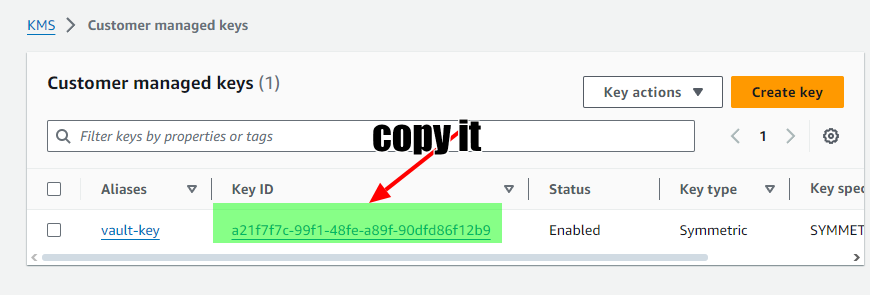 KMS > Customer managed keys
Customer managed keys (1)
Key actions
Create key
Filter keys by properties or tags
1
copy it
Aliases Key ID Status Key type Key spec
vault-key a21f7f7c-99f1-48fe-a89f-90dfd86f12b9 Enabled Symmetric SYMMET